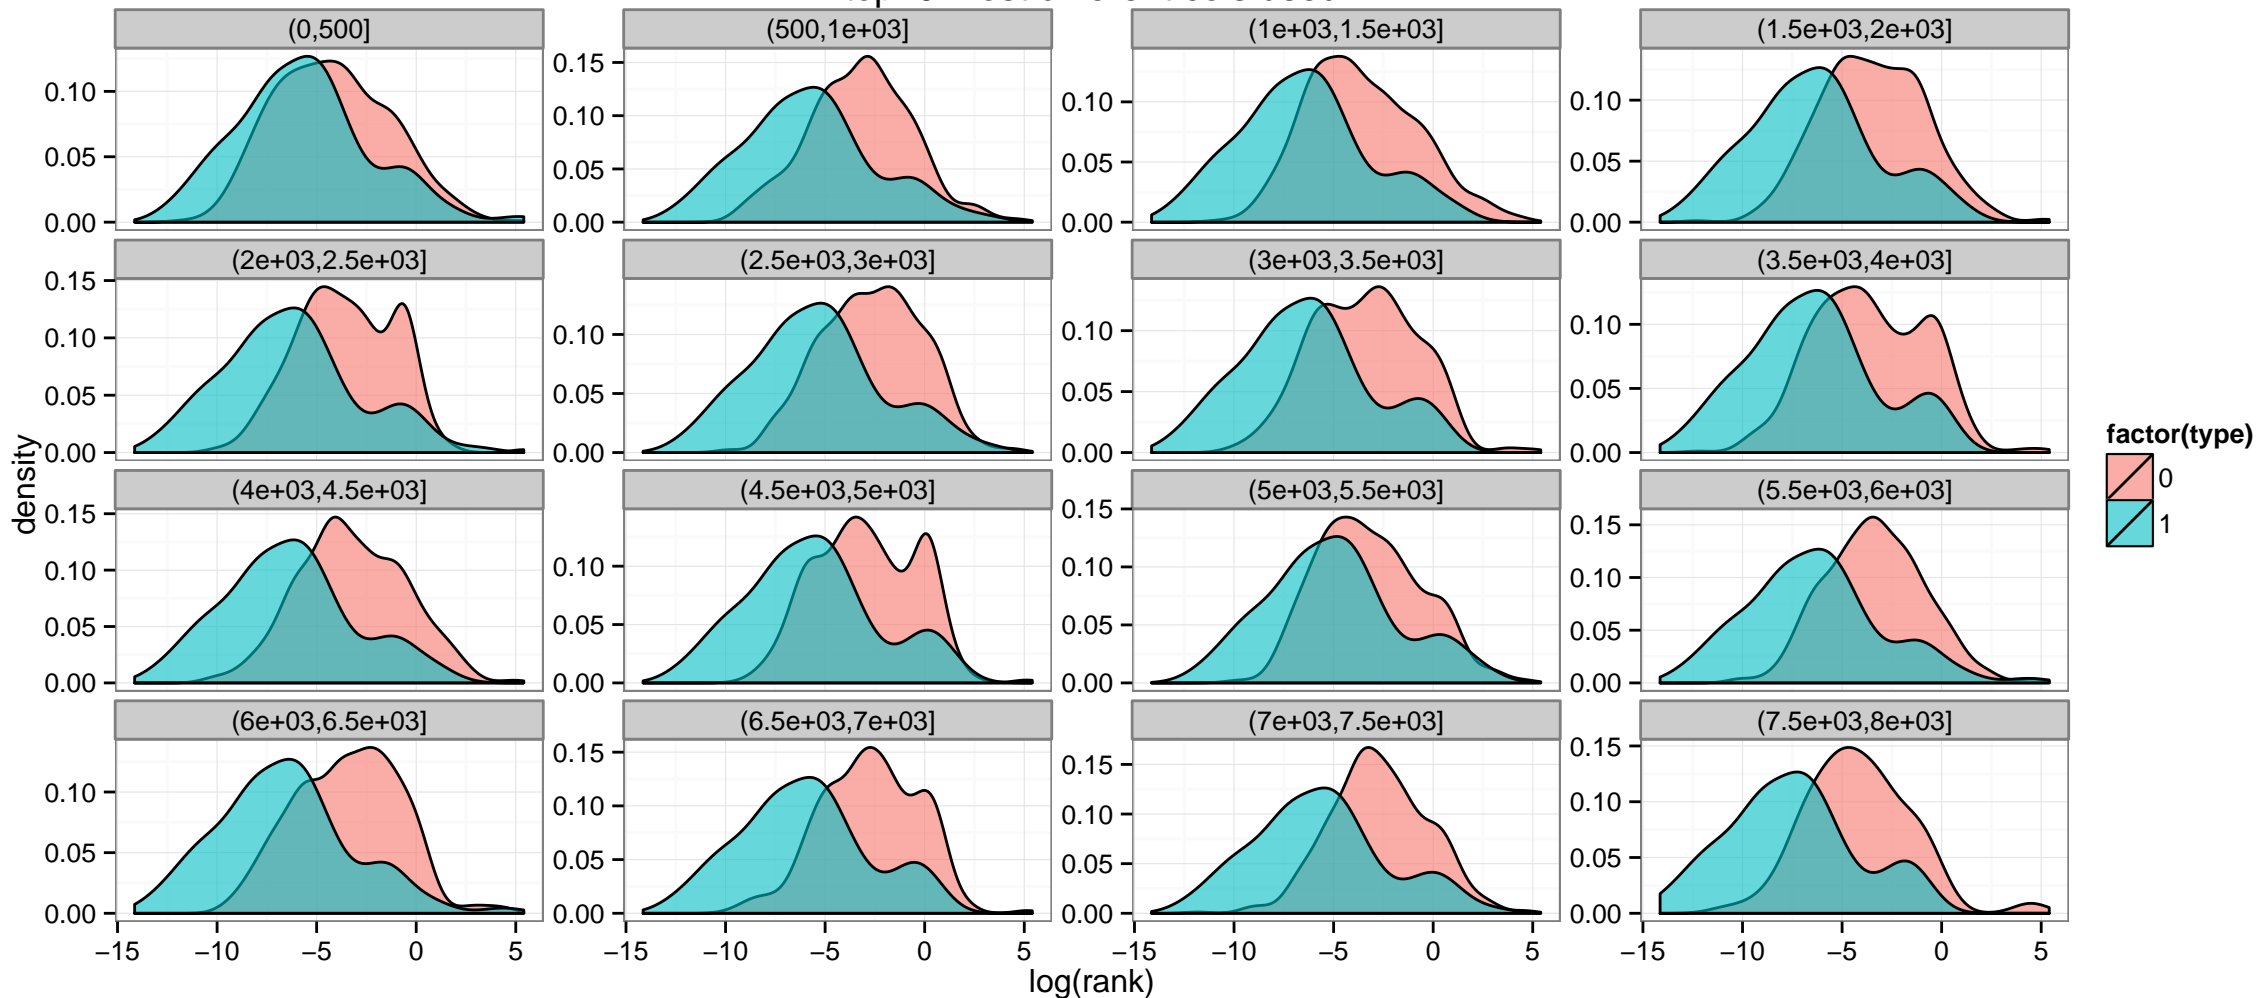 (0,500] (500,1e+03] (1e+03,1.5e+03] (1.5e+03,2e+03]
0.10 0.15 0.10 0.10
0.05 0.10 0.05 0.05
0.00 0.05 0.00 0.00
0.00
(2e+03,2.5e+03] (2.5e+03,3e+03] (3e+03,3.5e+03] (3.5e+03,4e+03]
0.15 0.10 0.10 0.10
0.10 0.05 0.05 0.05
0.05 0.00 0.00 0.00
0.00
(4e+03,4.5e+03] (4.5e+03,5e+03] (5e+03,5.5e+03] (5.5e+03,6e+03]
0.15 0.10 0.15 0.15
0.10 0.05 0.10 0.10
0.05 0.00 0.05 0.05
0.00 0.00 0.00
(6e+03,6.5e+03] (6.5e+03,7e+03] (7e+03,7.5e+03] (7.5e+03,8e+03]
0.10 0.15 0.15 0.15
0.05 0.10 0.10 0.10
0.00 0.05 0.05 0.05
0.00 0.00 0.00
−15 −10 −5 0 5 −15 −10 −5 0 5 −15 −10 −5 0 5 −15 −10 −5 0 5
log(rank)
density
factor(type)
0
1